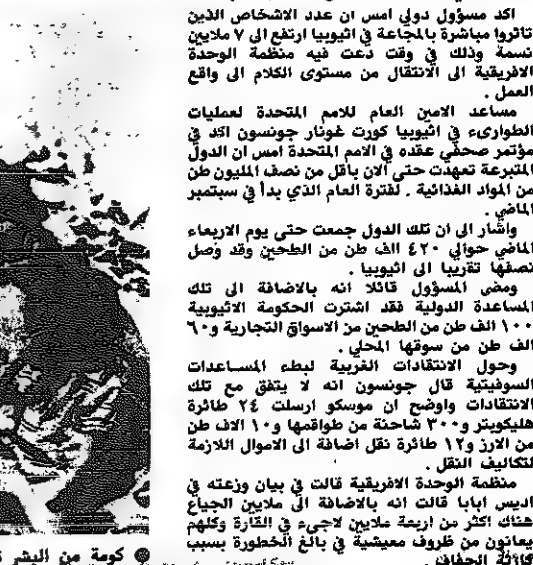 اكد مسؤول دولي امس ان عدد الاشخاص الذين
تاثروا مباشرة بالمجاعة في اثيوبيا ارتفع الى ٧ ملايين
نسمة وذلك في وقت دعت فيه منظمة الوحدة
الافريقية الى الانتقال من مستوى الكلام الى واقع
العمل .
مساعد الامين العام للامم المتحدة لعمليات
الطوارىء في اثيوبيا كورت غونار جونسون اكد في
مؤتمر صحفي عقده في الامم المتحدة امس ان الدول
المتبرعة تعهدت حتى الان بأقل من نصف المليون طن
من المواد الغذائية . لفترة العام الذي بدأ في سبتمبر
الماضي .
واشار الى ان تلك الدول جمعت حتى يوم الاربعاء
الماضي حوالي ٤٢٠ الف طن من الطحين وقد وصل
نصفها تقريبا الى اثيوبيا .
ومضى المسؤول قائلا انه بالاضافة الى تلك
المساعدة الدولية فقد اشترت الحكومة الاثيوبية
١٠٠ الف طن من الطحين من الاسواق التجارية و٦٠
الف طن من سوقها المحلي .
وحول الانتقادات الغربية لبطء المساعدات
السوفيتية قال جونسون انه لا يتفق مع تلك
الانتقادات واوضح ان موسكو ارسلت ٢٤ طائرة
هليكوبتر و٣٠٠ شاحنة من طواقمها و١٠ الاف طن
من الارز و١٢ طائرة نقل اضافة الى الاموال اللازمة
لتكاليف النقل .
منظمة الوحدة الافريقية قالت في بيان وزعته في
اديس ابابا قالت انه بالاضافة الى ملايين الجياع
هناك اكثر من اربعة ملايين لاجيء في القارة وكلهم
يعانون من ظروف معيشية في بالغ الخطورة بسبب
كارثة الجفاف .
كومة من البشر